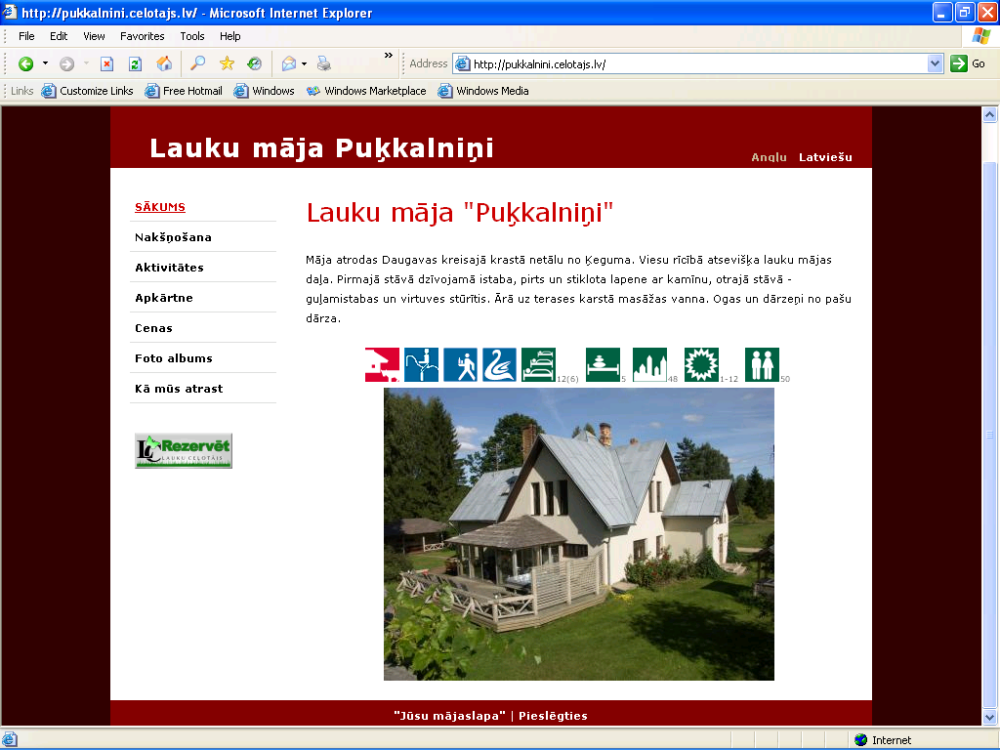 http://pukkalnini.celotajs.lv/ - Microsoft Internet Explorer
File Edit View Favorites Tools Help
» Address http://pukkalnini.celotajs.lv/ Go
Links Customize Links Free Hotmail Windows Windows Marketplace Windows Media
Lauku māja Puķkalniņi
Angļu Latviešu
SĀKUMS
Nakšņošana
Aktivitātes
Apkārtne
Cenas
Foto albums
Kā mūs atrast
LC Rezervēt
LAUKU CEĻOTĀJS
Lauku māja "Puķkalniņi"
Māja atrodas Daugavas kreisajā krastā netālu no Ķeguma. Viesu rīcībā atsevišķa lauku mājas
daļa. Pirmajā stāvā dzīvojamā istaba, pirts un stiklota lapene ar kamīnu, otrajā stāvā -
guļamistabas un virtuves stūrītis. Ārā uz terases karstā masāžas vanna. Ogas un dārzeņi no pašu
dārza.
12(6) 5 48 1-12 50
"Jūsu mājaslapa" | Pieslēgties
Internet